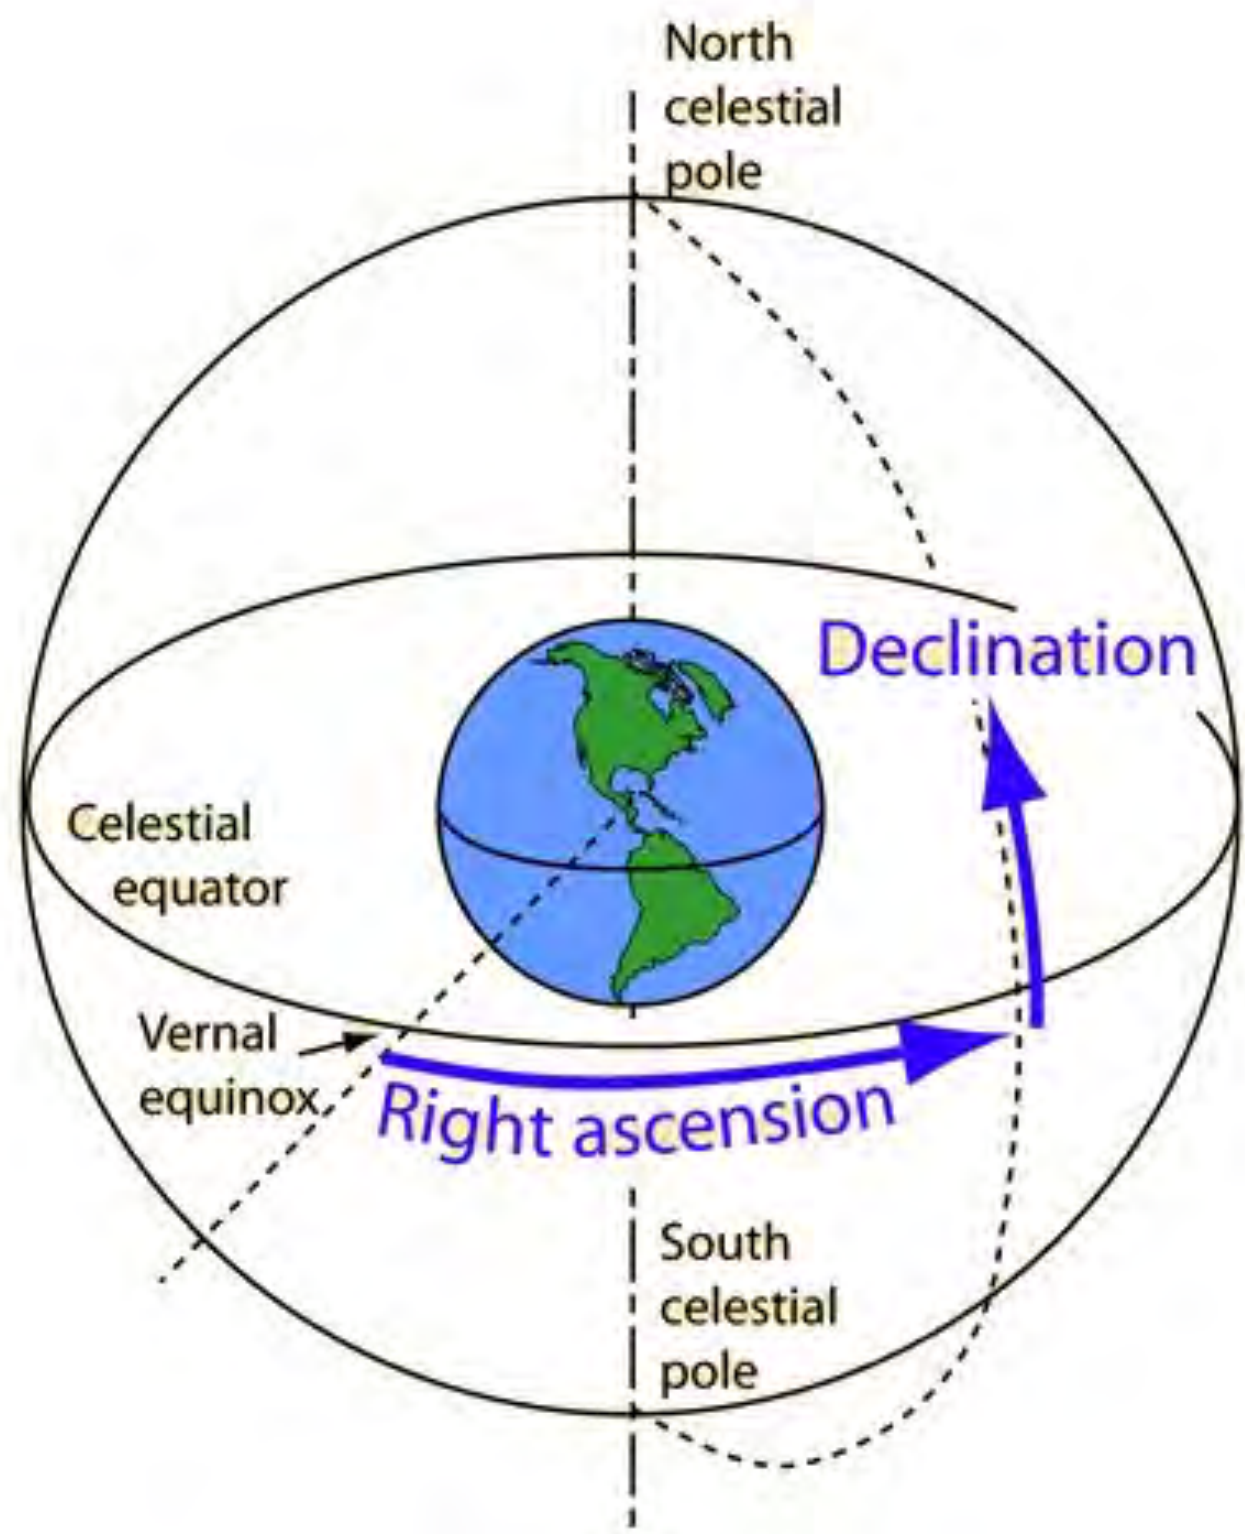 North
celestial
pole
Declination
Celestial
equator
Vernal
equinox
Right ascension
South
celestial
pole